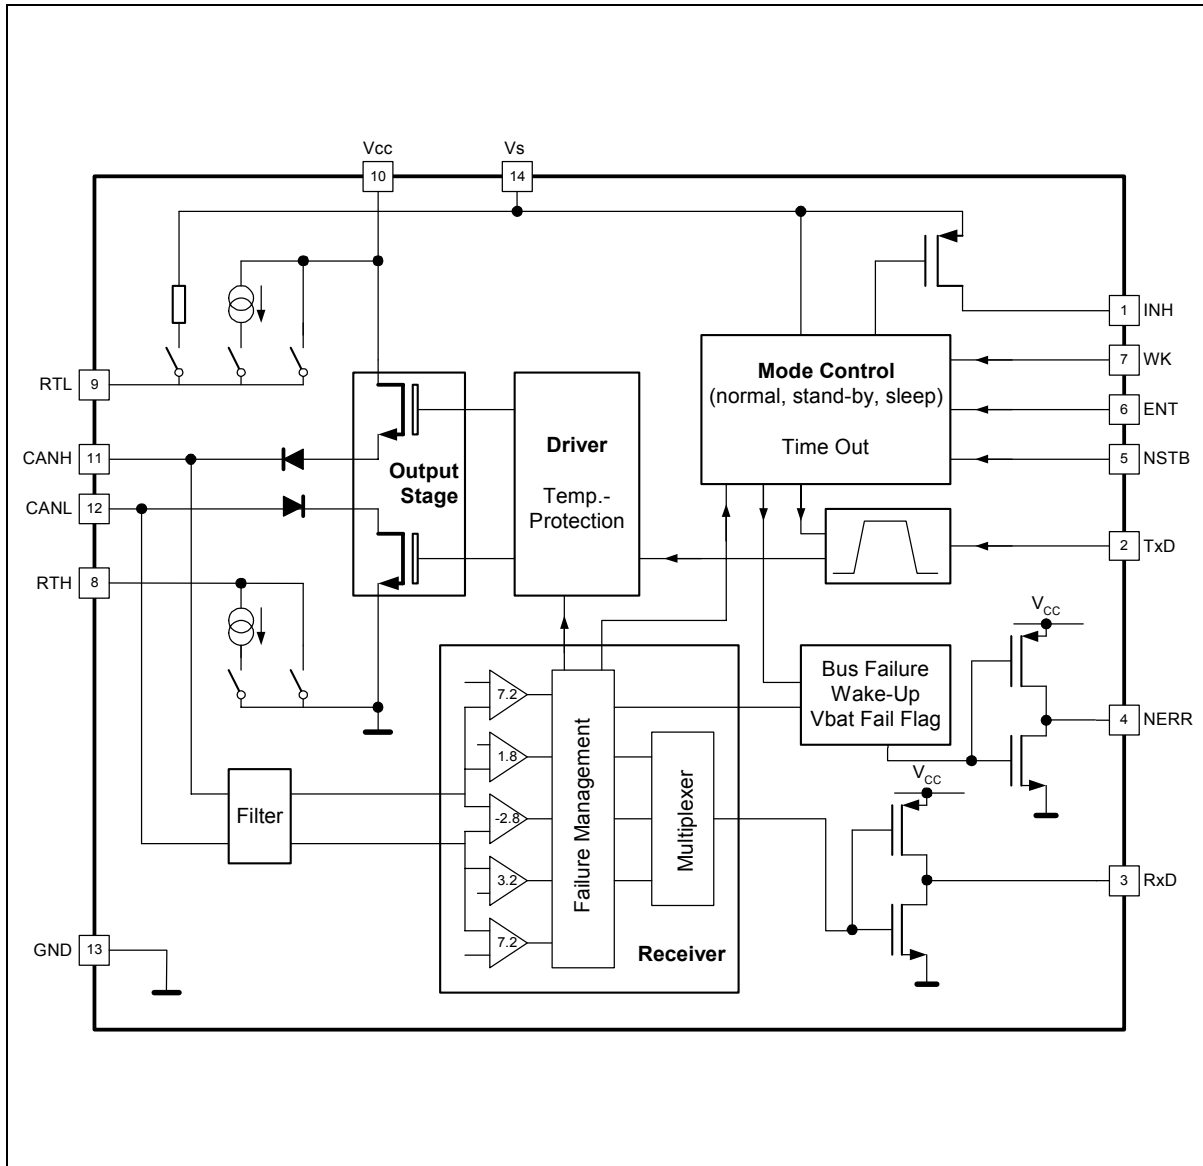 Vcc
Vs
10
14
1 INH
7 WK
Mode Control
(normal, stand-by, sleep)
Time Out
RTL 9
6 ENT
CANH 11
5 NSTB
Driver
Temp.-
Protection
Output
Stage
CANL 12
2 TxD
RTH 8
VCC
Bus Failure
Wake-Up
Vbat Fail Flag
4 NERR
7.2
1.8
-2.8
3.2
7.2
Failure Management
Multiplexer
Receiver
Filter
VCC
3 RxD
GND 13